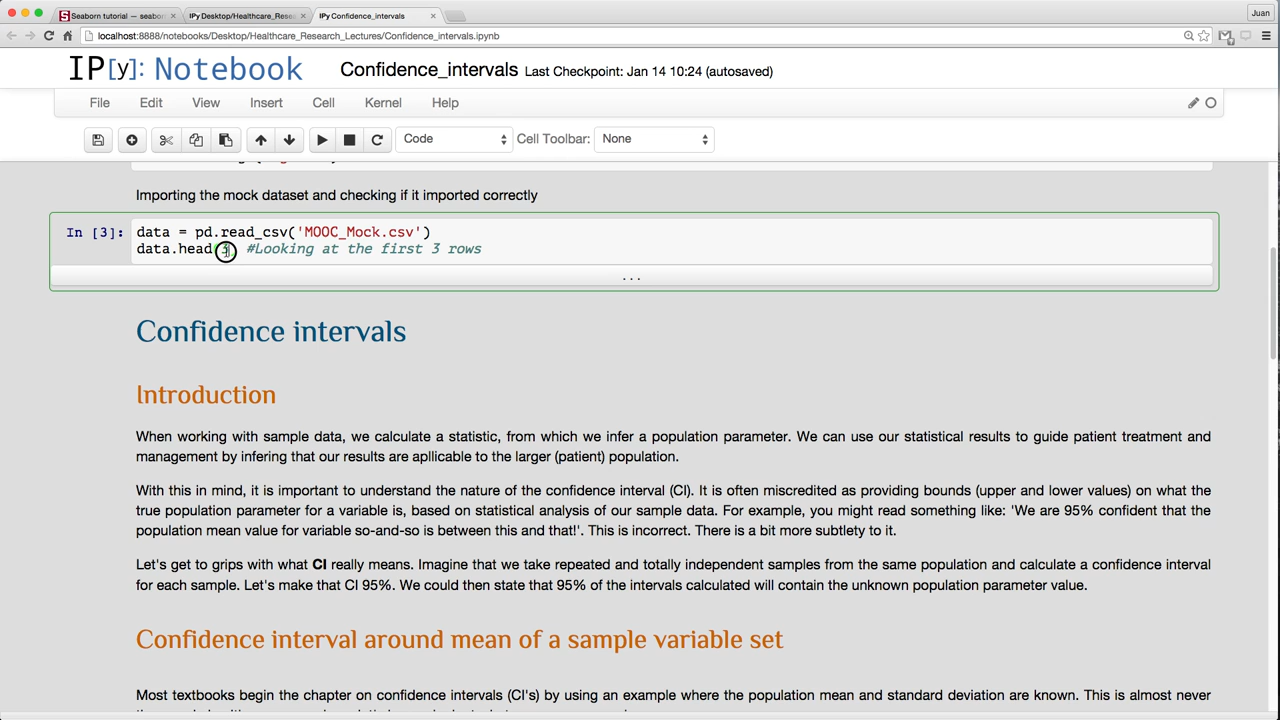 Seaborn tutorial — seabo
IPy Desktop/Healthcare_Rese
IPy Confidence_intervals
Juan
localhost:8888/notebooks/Desktop/Healthcare_Research_Lectures/Confidence_intervals.ipynb
IP[y]: Notebook
Confidence_intervals Last Checkpoint: Jan 14 10:24 (autosaved)
File Edit View Insert Cell Kernel Help
Code Cell Toolbar: None
Importing the mock dataset and checking if it imported correctly
In [3]: data = pd.read_csv('MOOC_Mock.csv')
data.head(3) #Looking at the first 3 rows
...
Confidence intervals
Introduction
When working with sample data, we calculate a statistic, from which we infer a population parameter. We can use our statistical results to guide patient treatment and
management by infering that our results are apllicable to the larger (patient) population.
With this in mind, it is important to understand the nature of the confidence interval (CI). It is often miscredited as providing bounds (upper and lower values) on what the
true population parameter for a variable is, based on statistical analysis of our sample data. For example, you might read something like: 'We are 95% confident that the
population mean value for variable so-and-so is between this and that!'. This is incorrect. There is a bit more subtlety to it.
Let's get to grips with what CI really means. Imagine that we take repeated and totally independent samples from the same population and calculate a confidence interval
for each sample. Let's make that CI 95%. We could then state that 95% of the intervals calculated will contain the unknown population parameter value.
Confidence interval around mean of a sample variable set
Most textbooks begin the chapter on confidence intervals (CI's) by using an example where the population mean and standard deviation are known. This is almost never